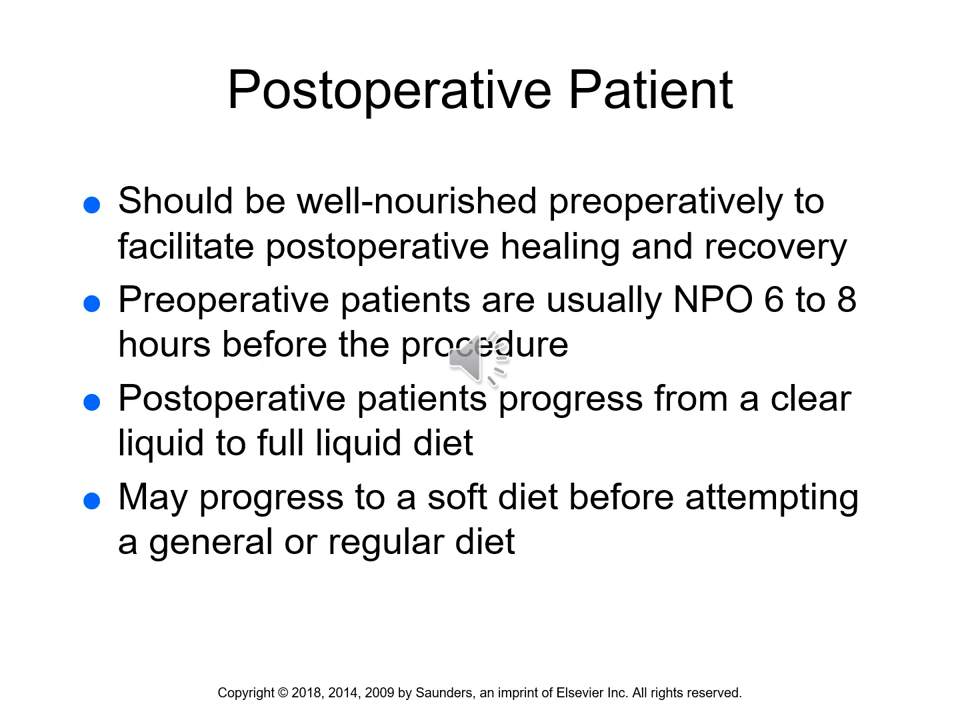 Postoperative Patient
Should be well-nourished preoperatively to
facilitate postoperative healing and recovery
Preoperative patients are usually NPO 6 to 8
hours before the procedure
Postoperative patients progress from a clear
liquid to full liquid diet
May progress to a soft diet before attempting
a general or regular diet
Copyright © 2018, 2014, 2009 by Saunders, an imprint of Elsevier Inc. All rights reserved.